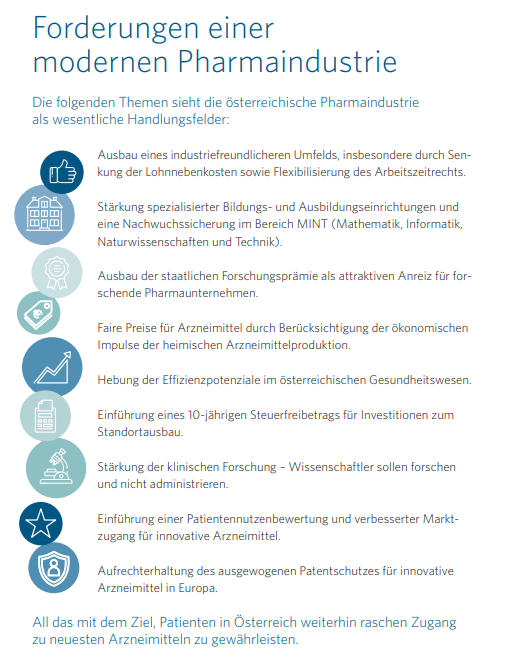 Forderungen einer
modernen Pharmaindustrie
Die folgenden Themen sieht die österreichische Pharmaindustrie
als wesentliche Handlungsfelder:
Ausbau eines industriefreundlicheren Umfelds, insbesondere durch Sen-
kung der Lohnnebenkosten sowie Flexibilisierung des Arbeitszeitrechts.
Stärkung spezialisierter Bildungs- und Ausbildungseinrichtungen und
eine Nachwuchssicherung im Bereich MINT (Mathematik, Informatik,
Naturwissenschaften und Technik).
Ausbau der staatlichen Forschungsprämie als attraktiven Anreiz für for-
schende Pharmaunternehmen.
Faire Preise für Arzneimittel durch Berücksichtigung der ökonomischen
Impulse der heimischen Arzneimittelproduktion.
Hebung der Effizienzpotenziale im österreichischen Gesundheitswesen.
Einführung eines 10-jährigen Steuerfreibetrags für Investitionen zum
Standortausbau.
Stärkung der klinischen Forschung – Wissenschaftler sollen forschen
und nicht administrieren.
Einführung einer Patientennutzenbewertung und verbesserter Markt-
zugang für innovative Arzneimittel.
Aufrechterhaltung des ausgewogenen Patentschutzes für innovative
Arzneimittel in Europa.
All das mit dem Ziel, Patienten in Österreich weiterhin raschen Zugang
zu neuesten Arzneimitteln zu gewährleisten.